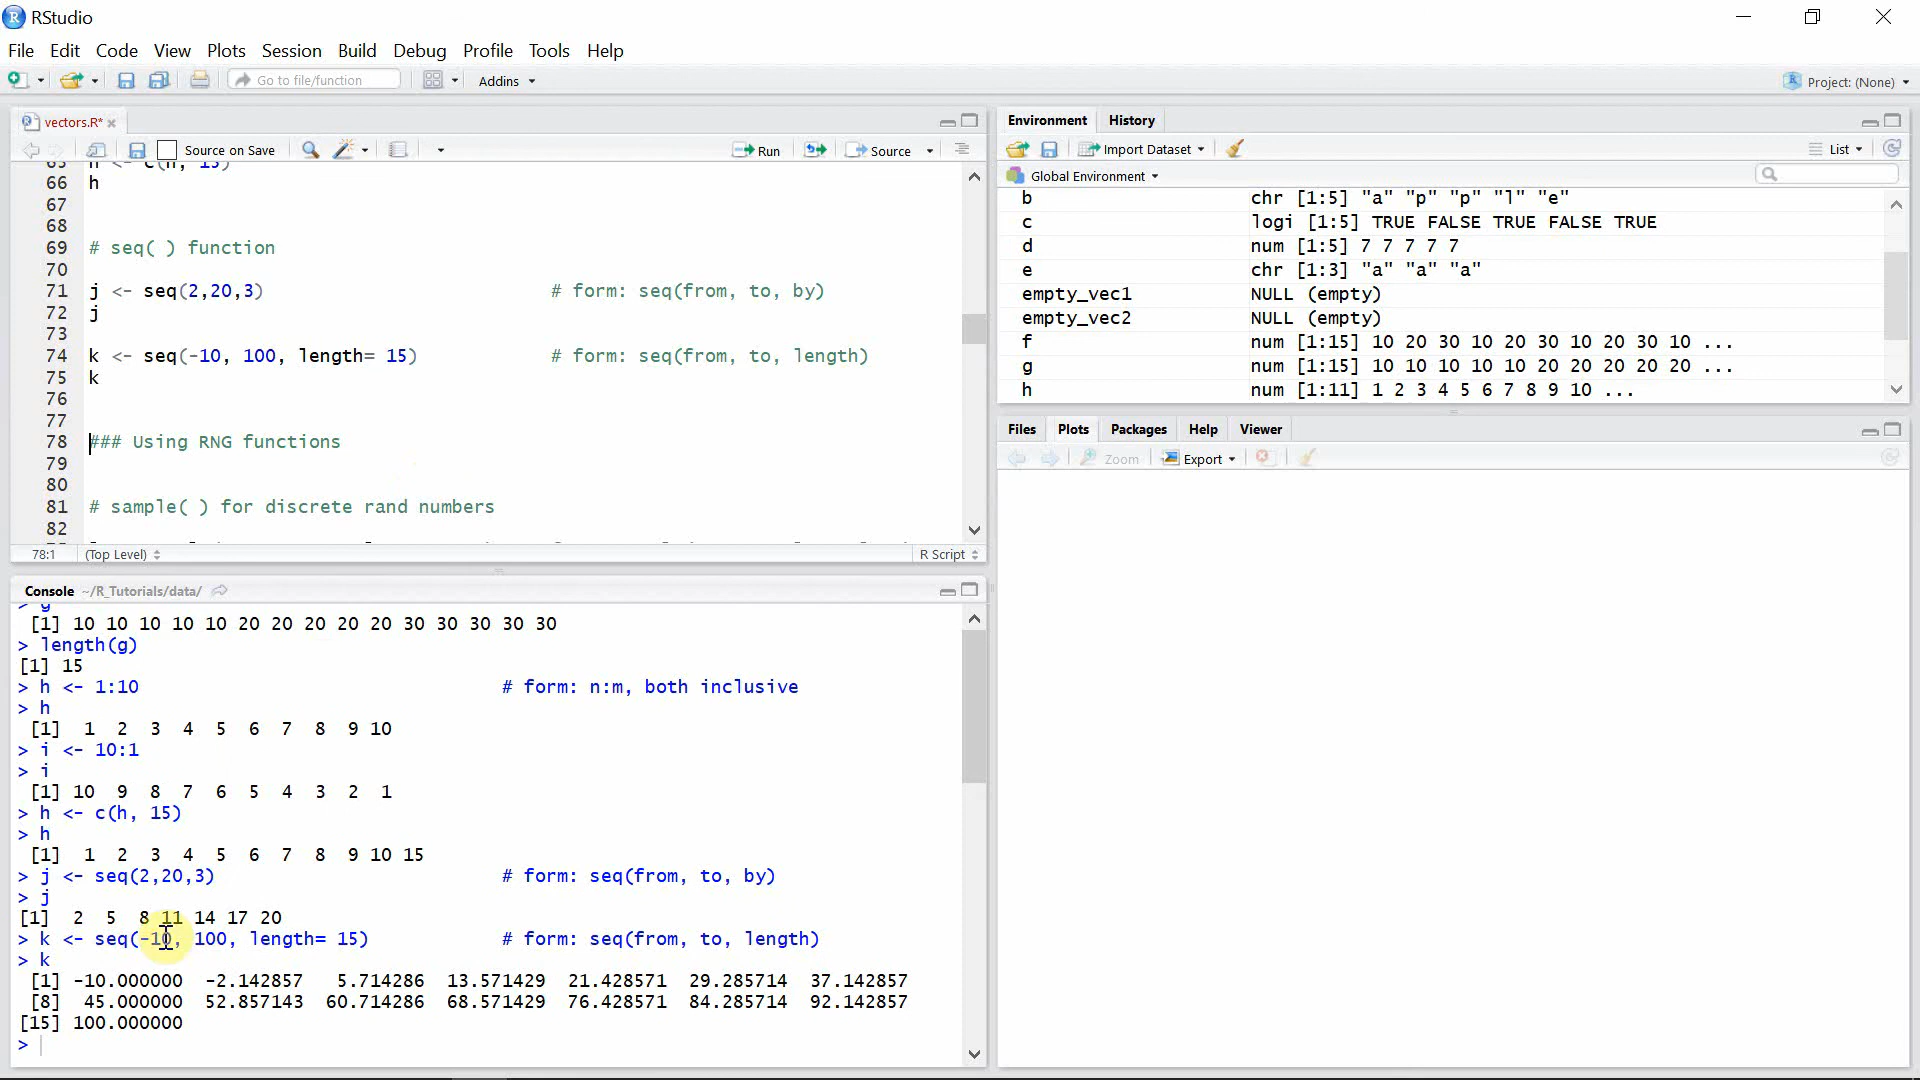 RStudio
File Edit Code View Plots Session Build Debug Profile Tools Help
Go to file/function Addins Project: (None)
vectors.R*
Source on Save Run Source
65 h <- c(h, 15)
66 h
67
68
69 # seq( ) function
70
71 j <- seq(2,20,3) # form: seq(from, to, by)
72 j
73
74 k <- seq(-10, 100, length= 15) # form: seq(from, to, length)
75 k
76
77
78 ### Using RNG functions
79
80
81 # sample( ) for discrete rand numbers
82
78:1 (Top Level) R Script
Console ~/R_Tutorials/data/
> g
[1] 10 10 10 10 10 20 20 20 20 20 30 30 30 30 30
> length(g)
[1] 15
> h <- 1:10 # form: n:m, both inclusive
> h
[1] 1 2 3 4 5 6 7 8 9 10
> i <- 10:1
> i
[1] 10 9 8 7 6 5 4 3 2 1
> h <- c(h, 15)
> h
[1] 1 2 3 4 5 6 7 8 9 10 15
> j <- seq(2,20,3) # form: seq(from, to, by)
> j
[1] 2 5 8 11 14 17 20
> k <- seq(-10, 100, length= 15) # form: seq(from, to, length)
> k
[1] -10.000000 -2.142857 5.714286 13.571429 21.428571 29.285714 37.142857
[8] 45.000000 52.857143 60.714286 68.571429 76.428571 84.285714 92.142857
[15] 100.000000
>
Environment History
Import Dataset List
Global Environment
b chr [1:5] "a" "p" "p" "l" "e"
c logi [1:5] TRUE FALSE TRUE FALSE TRUE
d num [1:5] 7 7 7 7 7
e chr [1:3] "a" "a" "a"
empty_vec1 NULL (empty)
empty_vec2 NULL (empty)
f num [1:15] 10 20 30 10 20 30 10 20 30 10 ...
g num [1:15] 10 10 10 10 10 20 20 20 20 20 ...
h num [1:11] 1 2 3 4 5 6 7 8 9 10 ...
Files Plots Packages Help Viewer
Zoom Export